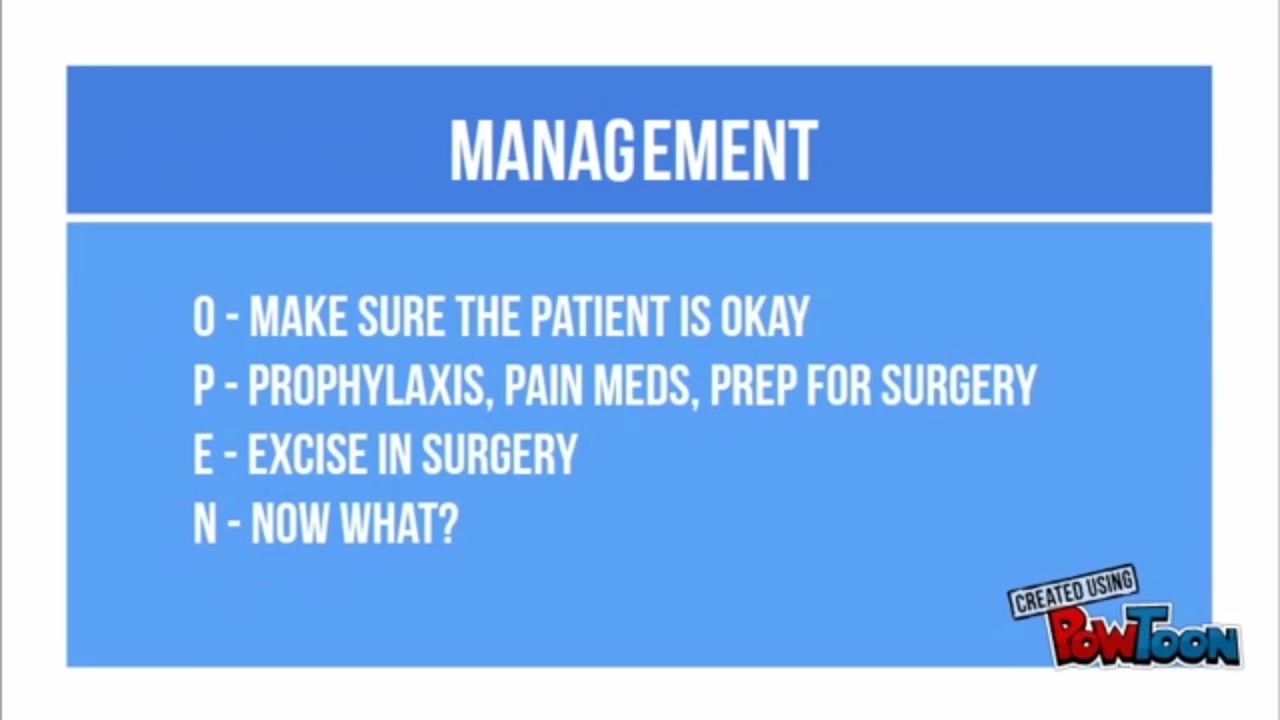 MANAGEMENT
O - MAKE SURE THE PATIENT IS OKAY
P - PROPHYLAXIS, PAIN MEDS, PREP FOR SURGERY
E - EXCISE IN SURGERY
N - NOW WHAT?
CREATED USING
POWTOON